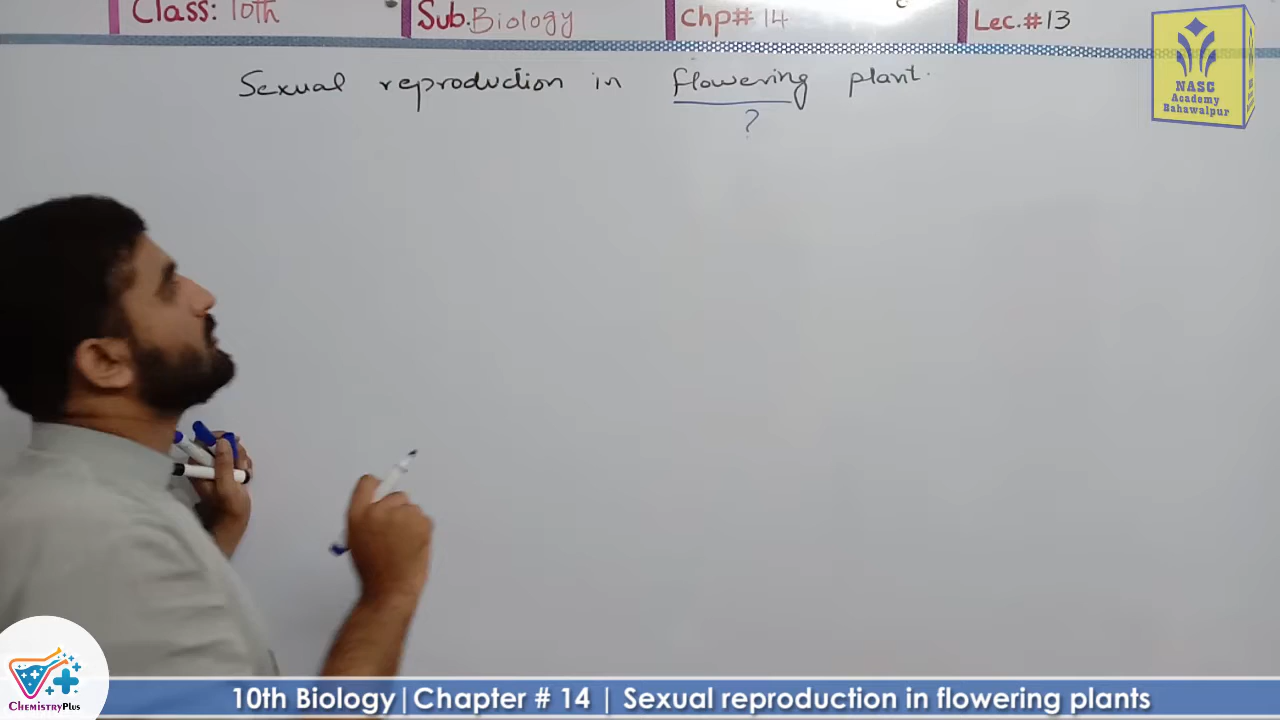 Class: 10th Sub. Biology Chp# 14 Lec.# 13
Sexual reproduction in flowering plant.
?
NASC
Academy
Bahawalpur
CHEMISTRYPLUS
10th Biology|Chapter # 14 | Sexual reproduction in flowering plants